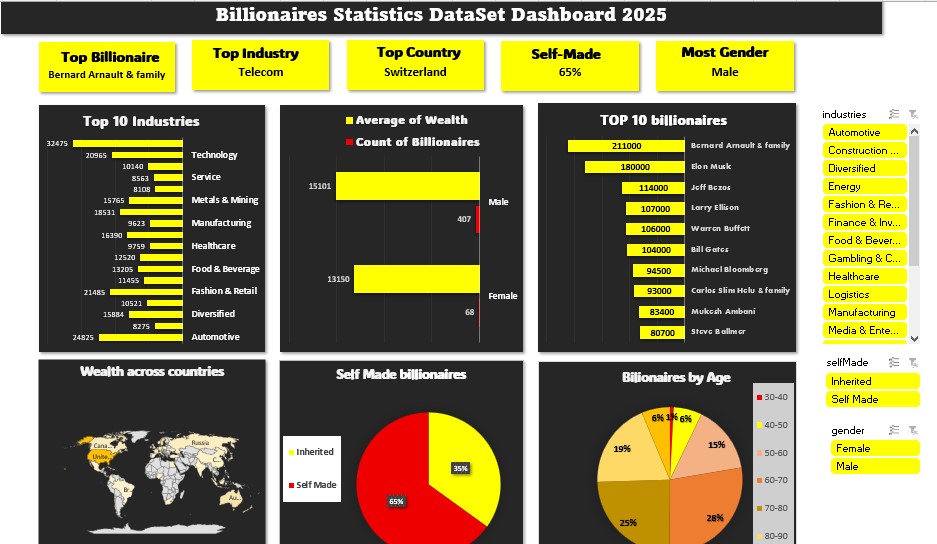 Billionaires Statistics DataSet Dashboard 2025
Top Billionaire
Bernard Arnault & family
Top Industry
Telecom
Top Country
Switzerland
Self-Made
65%
Most Gender
Male
Top 10 Industries
32475
20965 Technology
10140
8563 Service
8108
15765 Metals & Mining
18531
9623 Manufacturing
16390
9759 Healthcare
12520
13205 Food & Beverage
11455
21485 Fashion & Retail
10521
15884 Diversified
8275
24825 Automotive
Average of Wealth
Count of Billionaires
15101
Male
407
13150
Female
68
TOP 10 billionaires
211000 Bernard Arnault & family
180000 Elon Musk
114000 Jeff Bezos
107000 Larry Ellison
106000 Warren Buffett
104000 Bill Gates
94500 Michael Bloomberg
93000 Carlos Slim Helu & family
83400 Mukesh Ambani
80700 Steve Ballmer
industries
Automotive
Construction ...
Diversified
Energy
Fashion & Re...
Finance & Inv...
Food & Bever...
Gambling & C...
Healthcare
Logistics
Manufacturing
Media & Ente...
selfMade
Inherited
Self Made
gender
Female
Male
Wealth across countries
Cana...
Russia
Unite...
C...
Br...
Au...
Self Made billionaires
Inherited
Self Made
35%
65%
Bilionaires by Age
6% 1% 6%
15%
19%
28%
25%
30-40
40-50
50-60
60-70
70-80
80-90